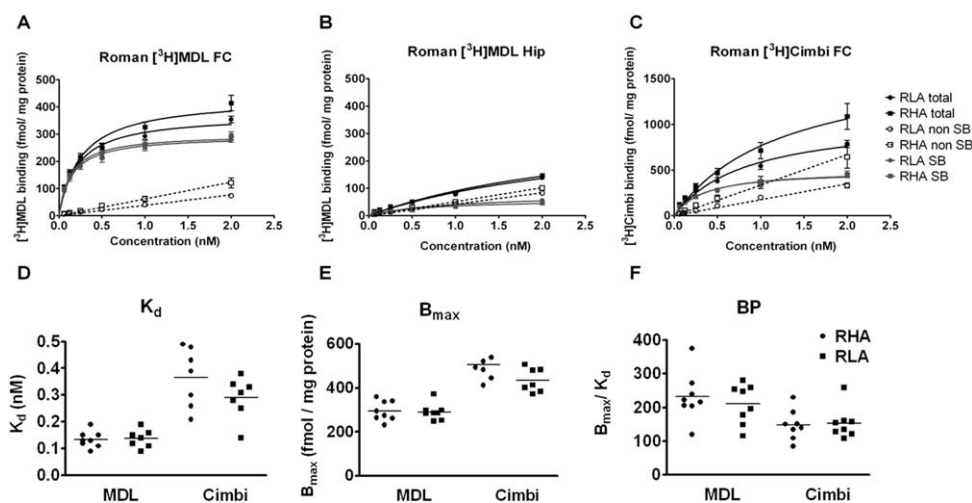 A
Roman [³H]MDL FC
[³H]MDL binding (fmol/ mg protein)
500
400
300
200
100
0
0.0 0.5 1.0 1.5 2.0
Concentration (nM)
B
Roman [³H]MDL Hip
[³H]MDL binding (fmol/ mg protein)
500
400
300
200
100
0
0.0 0.5 1.0 1.5 2.0
Concentration (nM)
C
Roman [³H]Cimbi FC
[³H]Cimbi binding (fmol/ mg protein)
1500
1000
500
0
0.0 0.5 1.0 1.5 2.0
Concentration (nM)
RLA total
RHA total
RLA non SB
RHA non SB
RLA SB
RHA SB
D
Kd
Kd (nM)
0.5
0.4
0.3
0.2
0.1
0.0
MDL Cimbi
E
Bmax
Bmax (fmol / mg protein)
600
400
200
0
MDL Cimbi
F
BP
Bmax/ Kd
400
300
200
100
0
MDL Cimbi
RHA
RLA